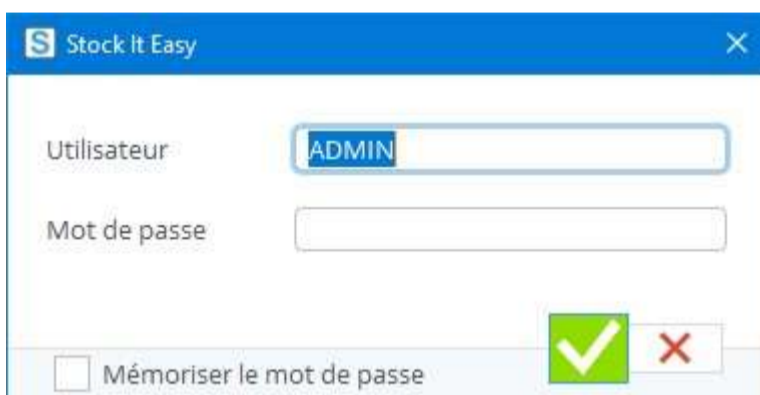 S Stock It Easy
Utilisateur ADMIN
Mot de passe
Mémoriser le mot de passe